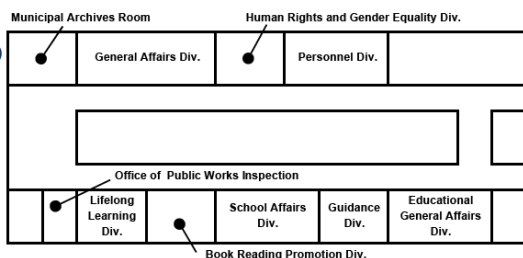 Municipal Archives Room
Human Rights and Gender Equality Div.
General Affairs Div.
Personnel Div.
Office of Public Works Inspection
Lifelong
Learning
Div.
School Affairs
Div.
Guidance
Div.
Educational
General Affairs
Div.
Book Reading Promotion Div.